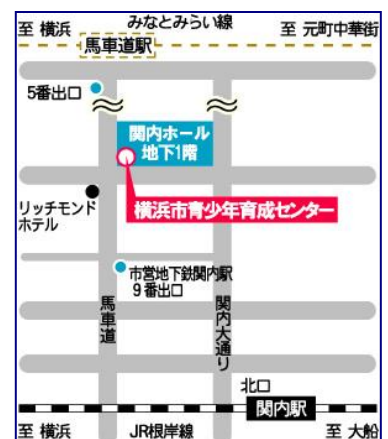 みなとみらい線
至 横浜
至 元町中華街
馬車道駅
5番出口
関内ホール
地下1階
リッチモンド
ホテル
横浜市青少年育成センター
市営地下鉄関内駅
9番出口
馬車道
関内大通り
北口
関内駅
至 横浜
JR根岸線
至 大船